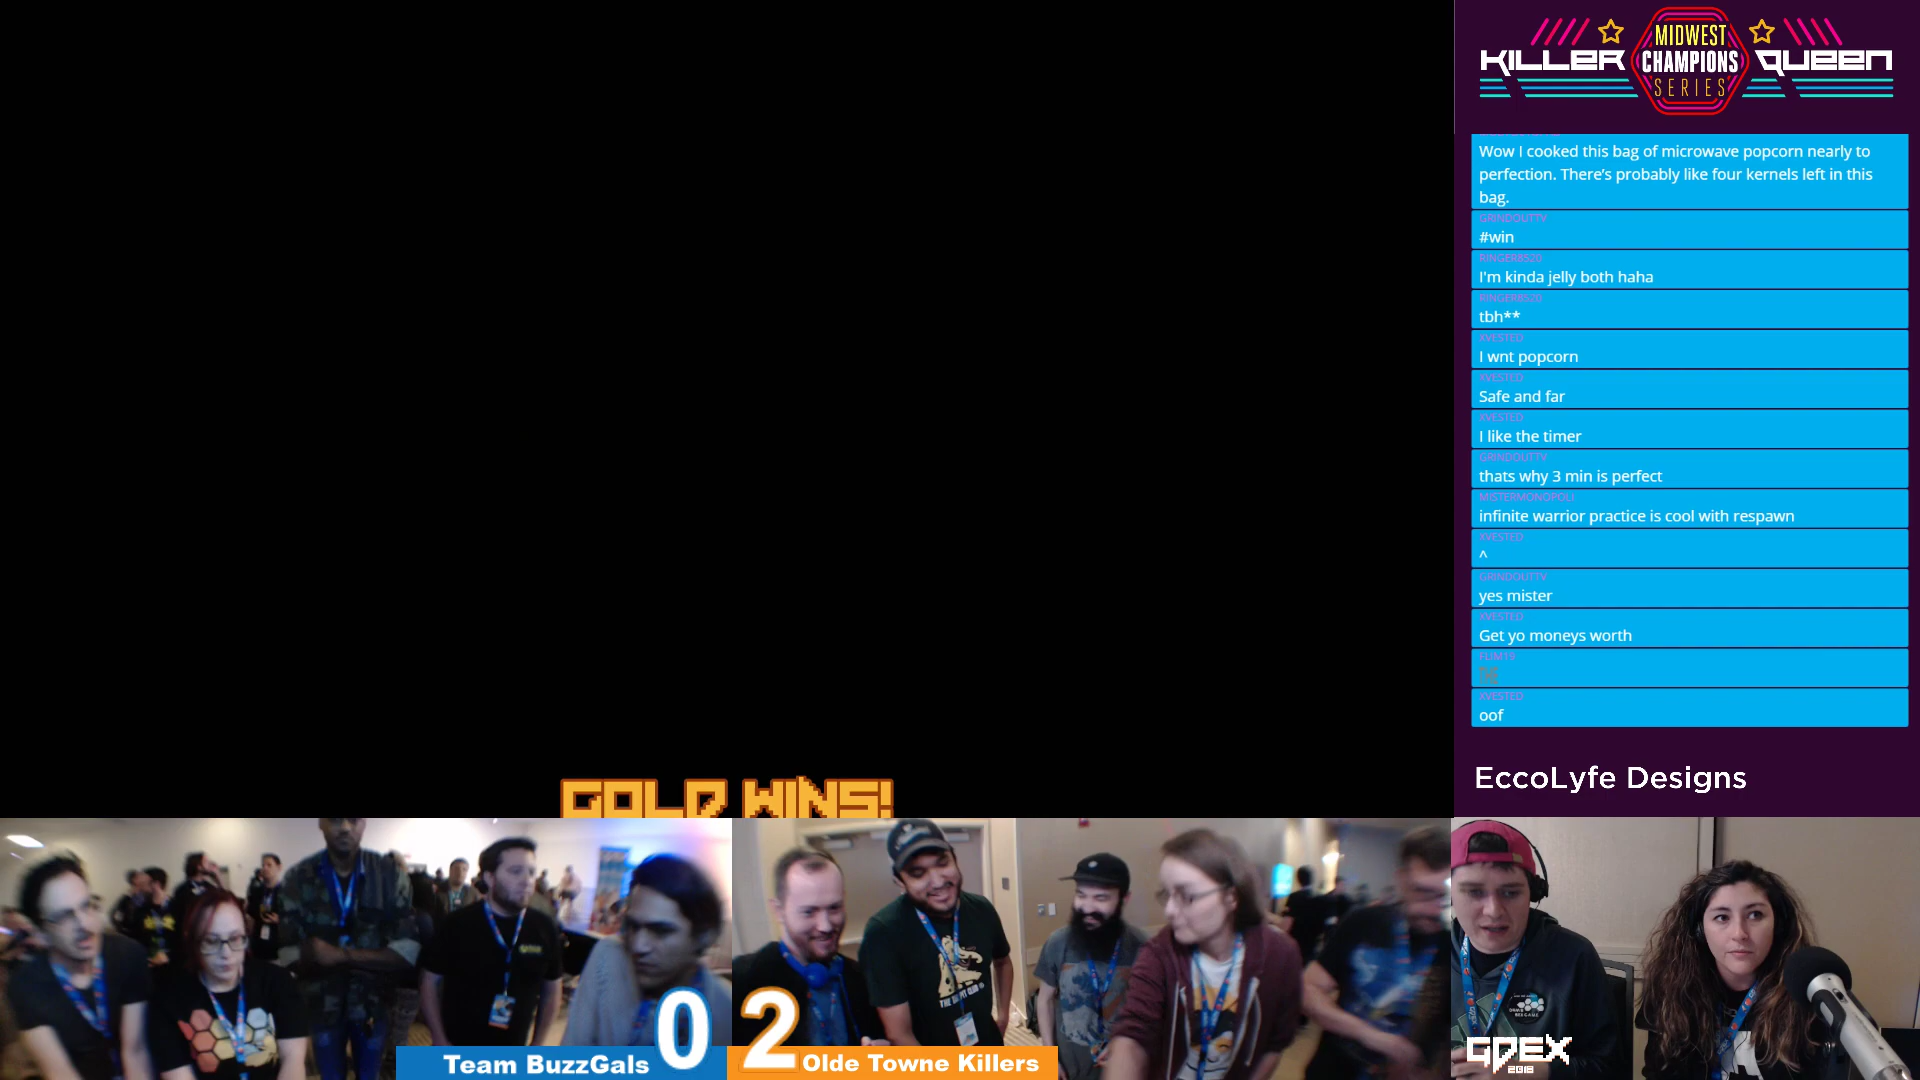 KILLER
MIDWEST
CHAMPIONS
SERIES
QUEEN
Wow I cooked this bag of microwave popcorn nearly to
perfection. There's probably like four kernels left in this
bag.
GRINDOUTTV
#win
RINGER8520
I'm kinda jelly both haha
RINGER8520
tbh**
XVESTED
I wnt popcorn
XVESTED
Safe and far
XVESTED
I like the timer
GRINDOUTTV
thats why 3 min is perfect
MISTERMONOPOLI
infinite warrior practice is cool with respawn
XVESTED
^
GRINDOUTTV
yes mister
XVESTED
Get yo moneys worth
FLIM19
XVESTED
oof
EccoLyfe Designs
GOLD WINS!
Team BuzzGals
0
2
Olde Towne Killers
GDEX
2018